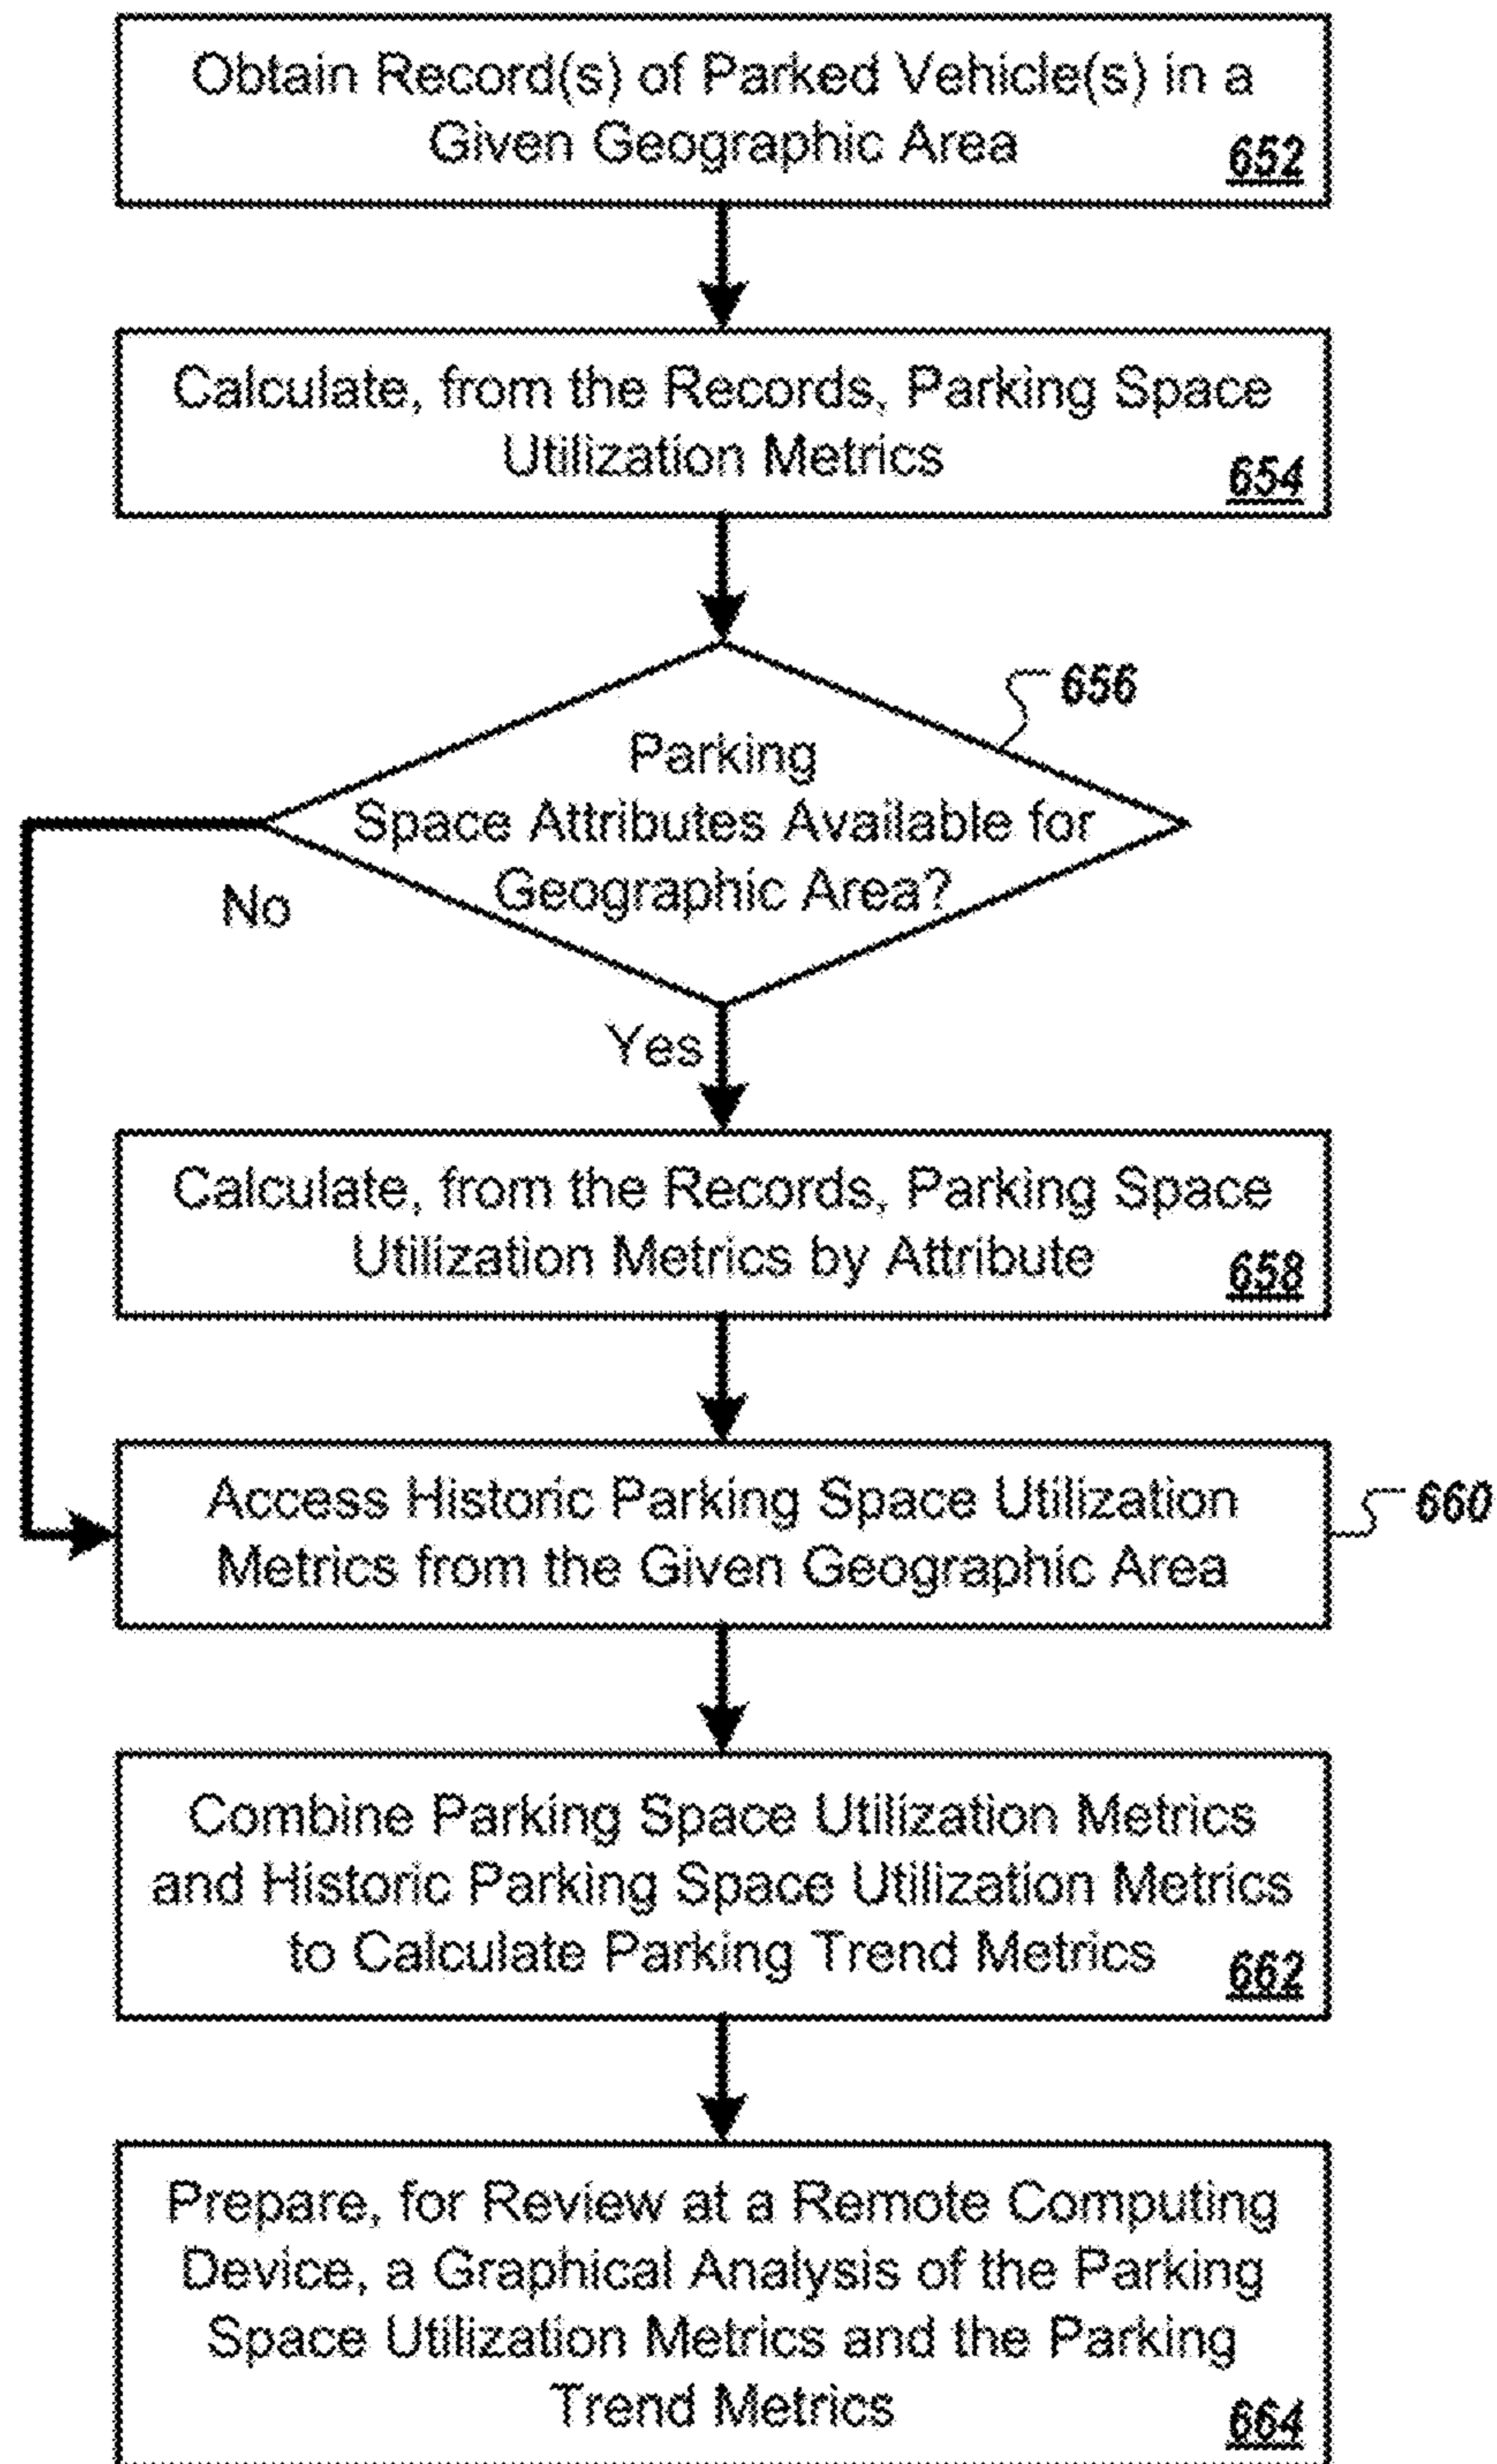 Obtain Record(s) of Parked Vehicle(s) in a
Given Geographic Area
652
Calculate, from the Records, Parking Space
Utilization Metrics
654
656
Parking
Space Attributes Available for
Geographic Area?
No
Yes
Calculate, from the Records, Parking Space
Utilization Metrics by Attribute
658
Access Historic Parking Space Utilization
Metrics from the Given Geographic Area
660
Combine Parking Space Utilization Metrics
and Historic Parking Space Utilization Metrics
to Calculate Parking Trend Metrics
662
Prepare, for Review at a Remote Computing
Device, a Graphical Analysis of the Parking
Space Utilization Metrics and the Parking
Trend Metrics
664